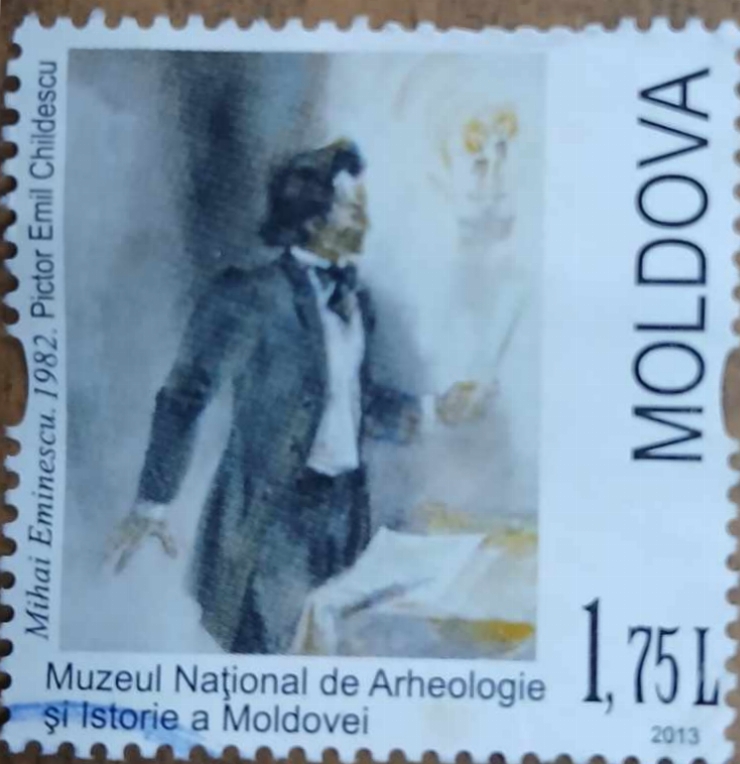 Mihai Eminescu. 1982. Pictor Emil Childescu
MOLDOVA
1,75 L
Muzeul Naţional de Arheologie
şi Istorie a Moldovei
2013